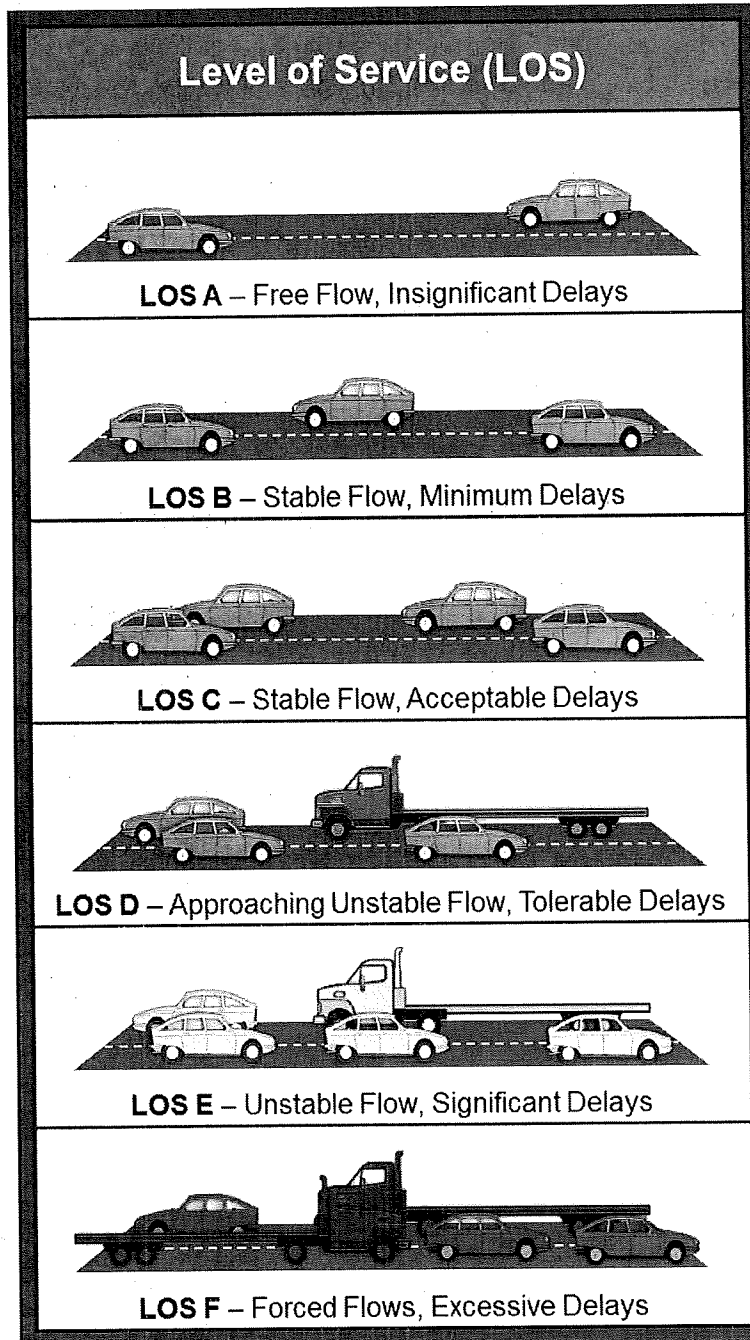 Level of Service (LOS)
LOS A – Free Flow, Insignificant Delays
LOS B – Stable Flow, Minimum Delays
LOS C – Stable Flow, Acceptable Delays
LOS D – Approaching Unstable Flow, Tolerable Delays
LOS E – Unstable Flow, Significant Delays
LOS F – Forced Flows, Excessive Delays